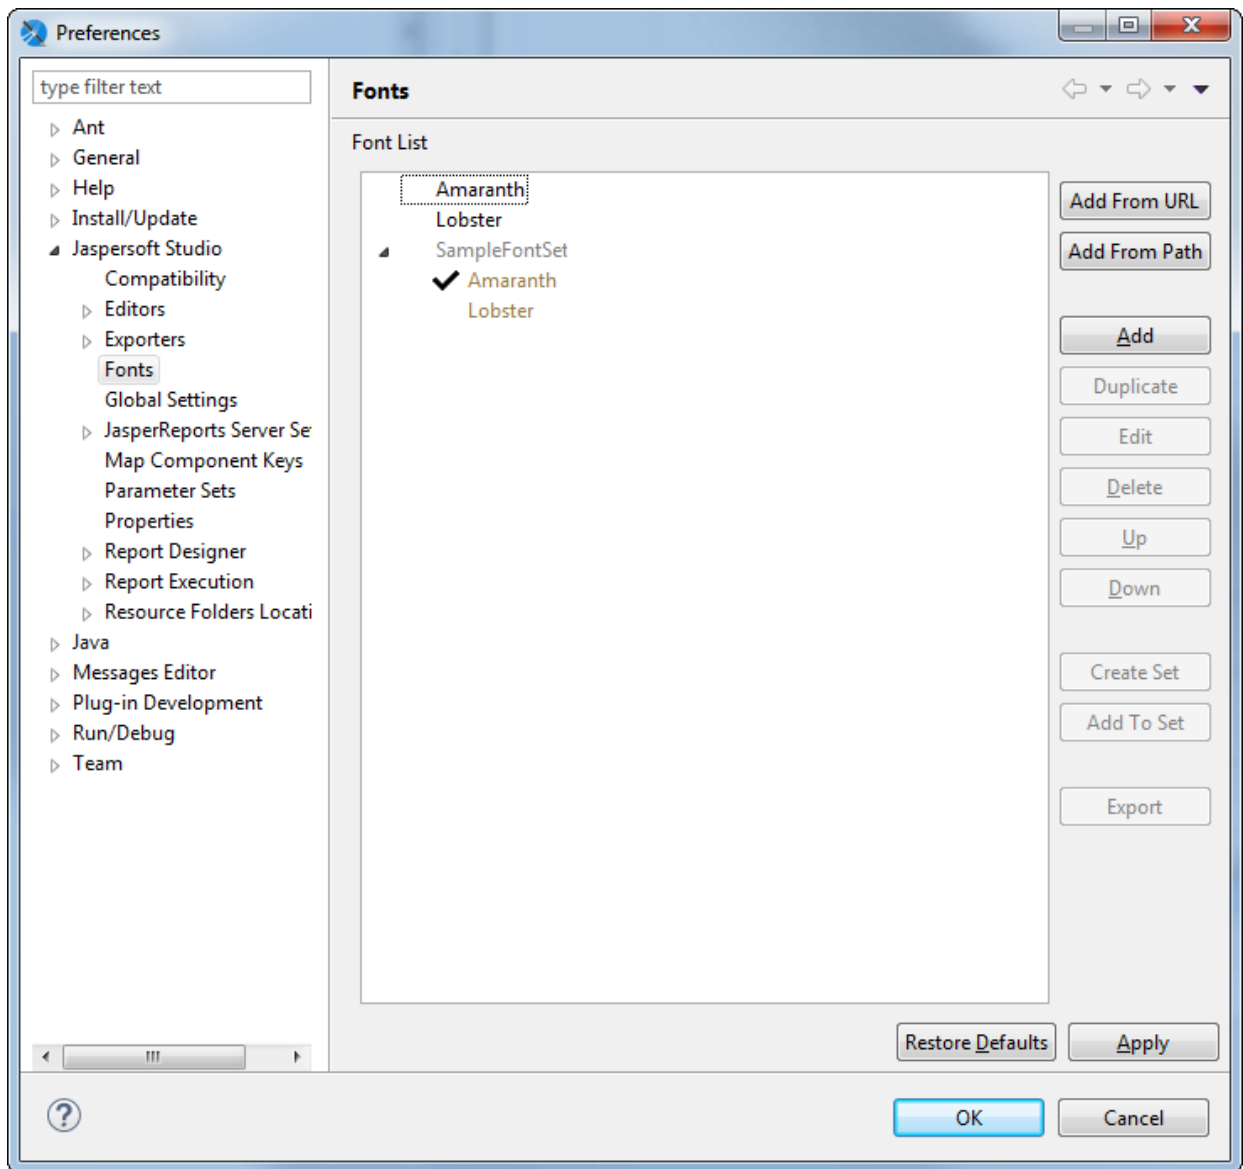 Preferences
type filter text
Ant
General
Help
Install/Update
Jaspersoft Studio
Compatibility
Editors
Exporters
Fonts
Global Settings
JasperReports Server Se
Map Component Keys
Parameter Sets
Properties
Report Designer
Report Execution
Resource Folders Locati
Java
Messages Editor
Plug-in Development
Run/Debug
Team
Fonts
Font List
Amaranth
Lobster
SampleFontSet
Amaranth
Lobster
Add From URL
Add From Path
Add
Duplicate
Edit
Delete
Up
Down
Create Set
Add To Set
Export
Restore Defaults
Apply
OK
Cancel